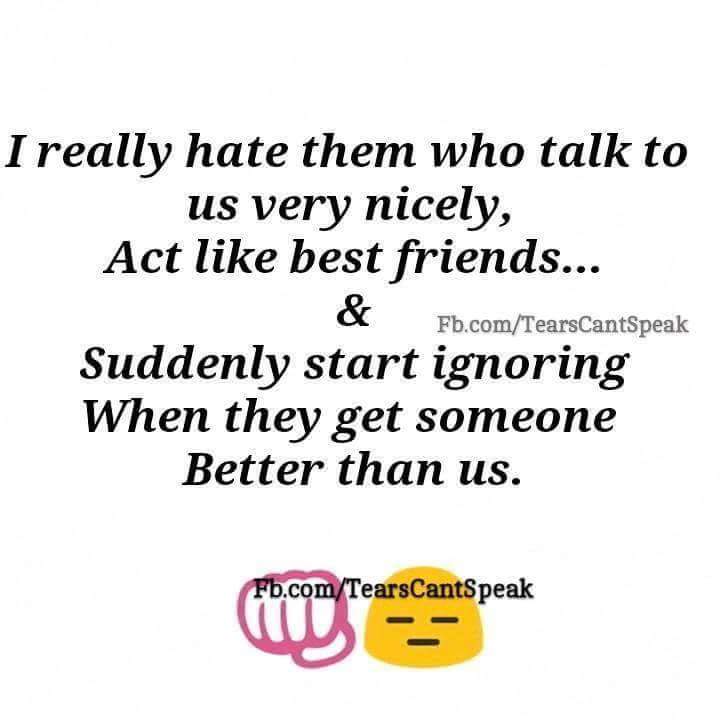 I really hate them who talk to
us very nicely,
Act like best friends...
&
Fb.com/TearsCantSpeak
Suddenly start ignoring
When they get someone
Better than us.
Fb.com/TearsCantSpeak